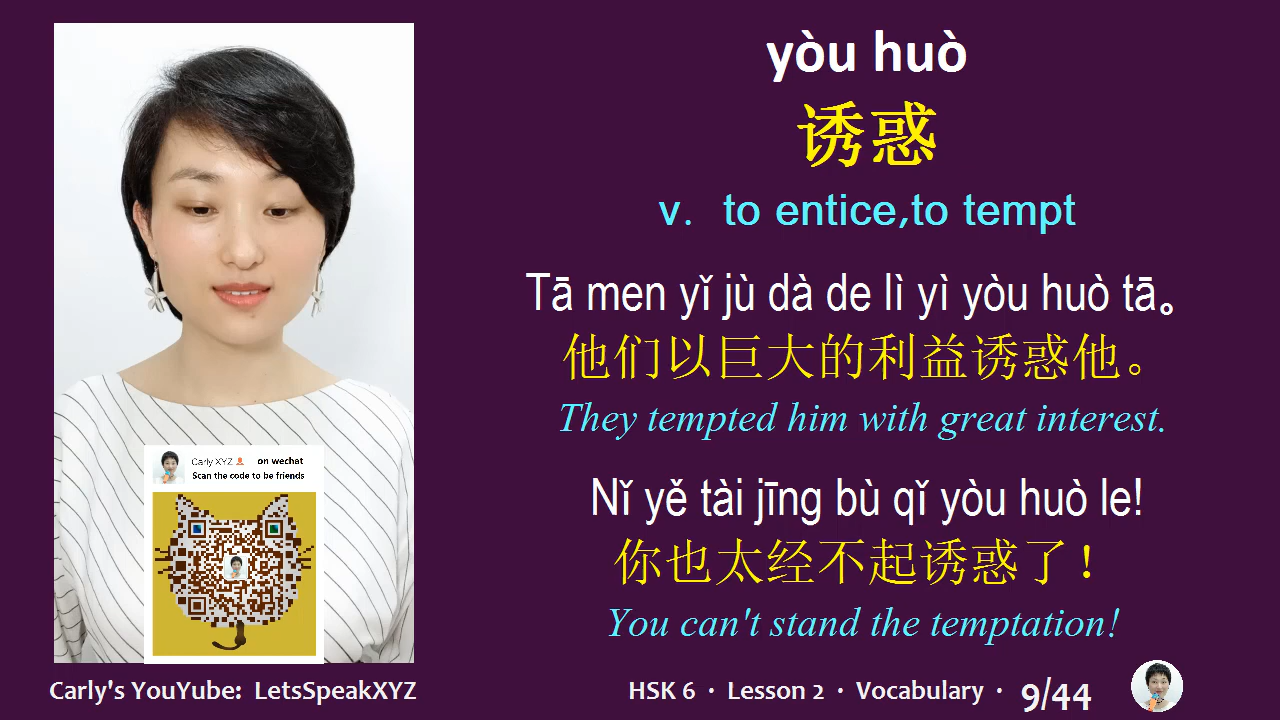 yòu huò
诱惑
v. to entice,to tempt
Tā men yǐ jù dà de lì yì yòu huò tā。
他们以巨大的利益诱惑他。
They tempted him with great interest.
Nǐ yě tài jīng bù qǐ yòu huò le!
你也太经不起诱惑了！
You can't stand the temptation!
Carly XYZ on wechat
Scan the code to be friends
Carly's YouYube: LetsSpeakXYZ
HSK 6 · Lesson 2 · Vocabulary · 9/44